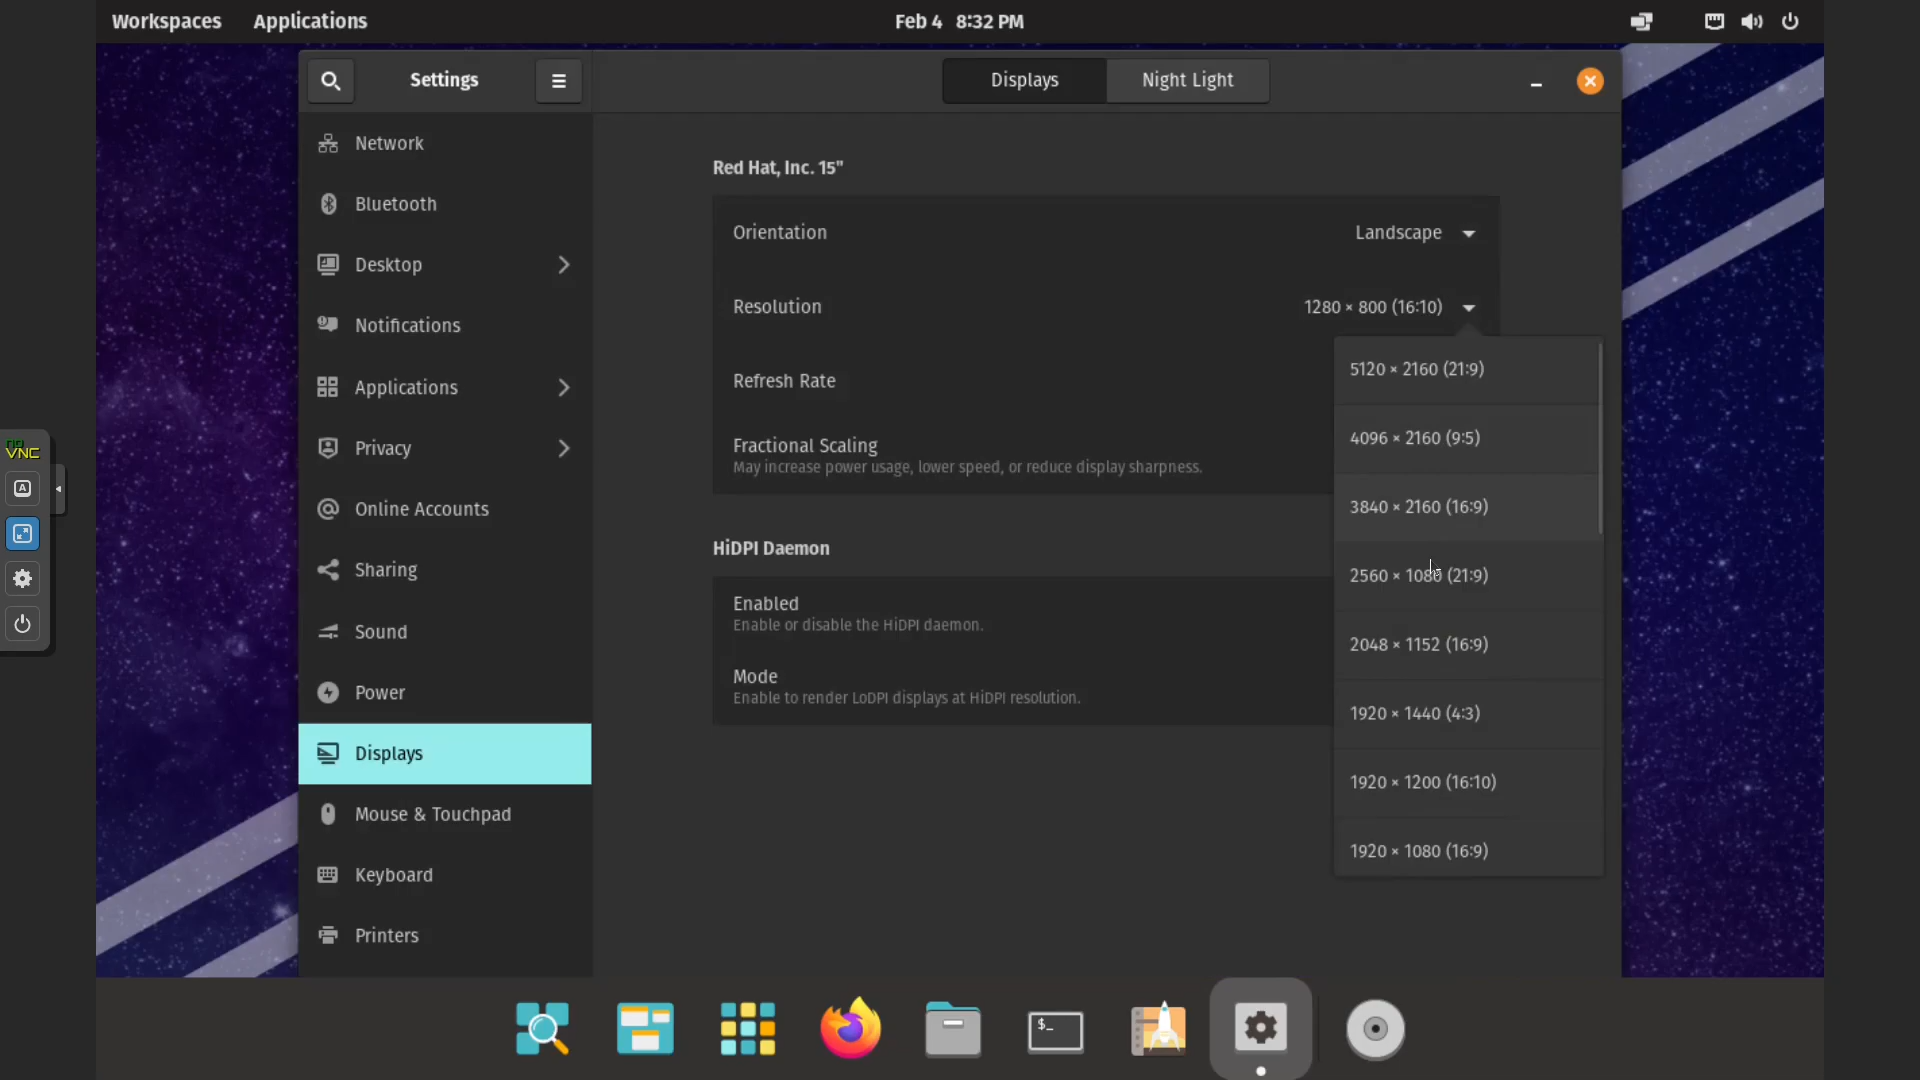 Workspaces
Applications
Feb 4 8:32 PM
Settings
Displays
Night Light
Network
Bluetooth
Desktop
Notifications
Applications
Privacy
Online Accounts
Sharing
Sound
Power
Displays
Mouse & Touchpad
Keyboard
Printers
Red Hat, Inc. 15"
Orientation
Landscape
Resolution
1280 × 800 (16:10)
Refresh Rate
Fractional Scaling
May increase power usage, lower speed, or reduce display sharpness.
HiDPI Daemon
Enabled
Enable or disable the HiDPI daemon.
Mode
Enable to render LoDPI displays at HiDPI resolution.
5120 × 2160 (21:9)
4096 × 2160 (9:5)
3840 × 2160 (16:9)
2560 × 1080 (21:9)
2048 × 1152 (16:9)
1920 × 1440 (4:3)
1920 × 1200 (16:10)
1920 × 1080 (16:9)
no
VNC
A
$_